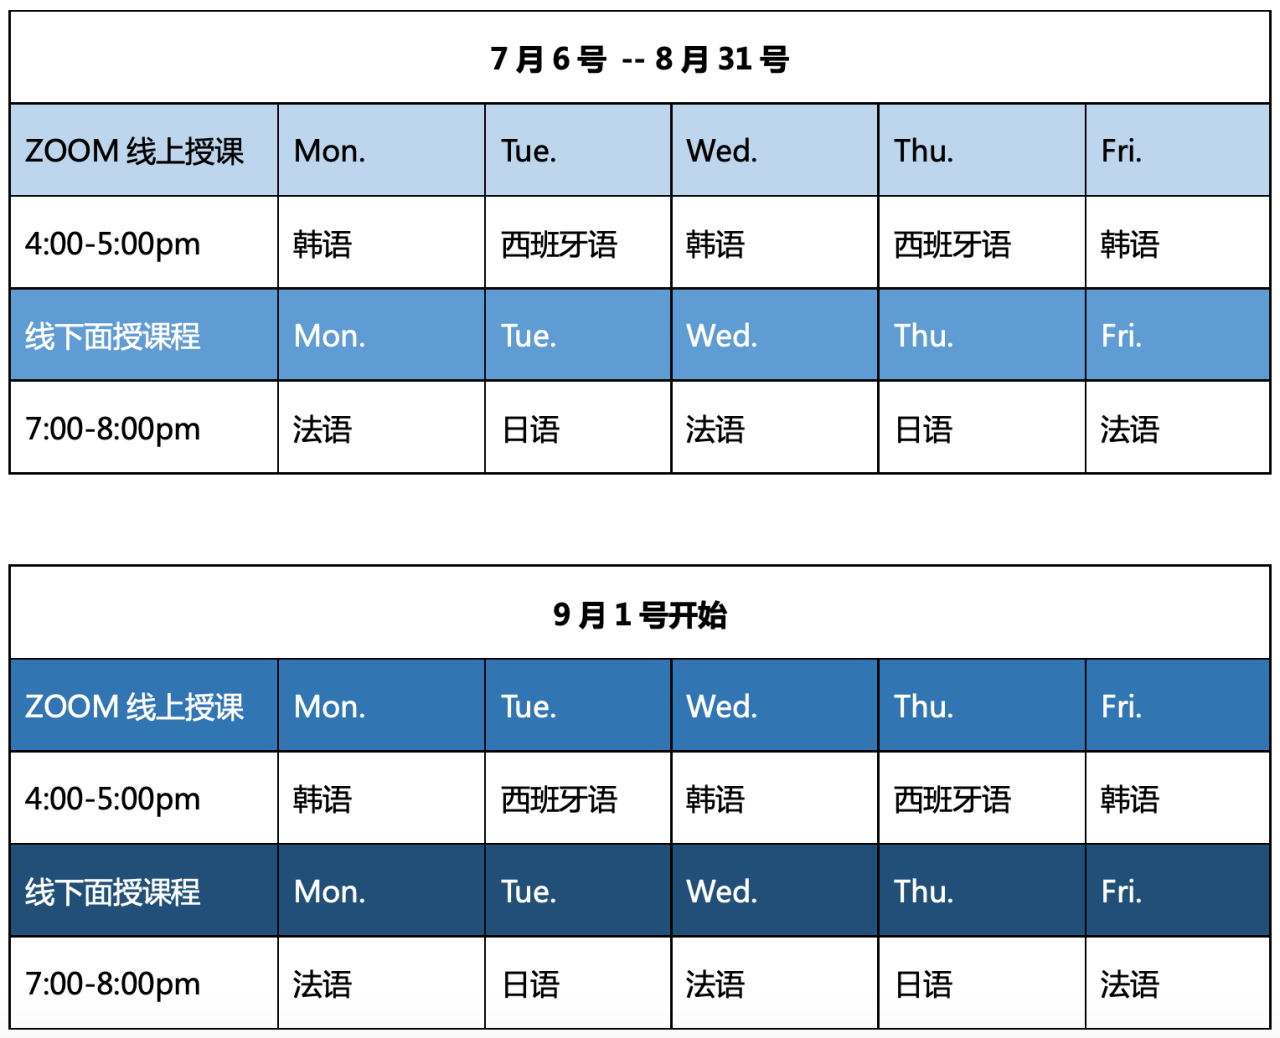 7月6号 -- 8月31号
ZOOM 线上授课 Mon. Tue. Wed. Thu. Fri.
4:00-5:00pm 韩语 西班牙语 韩语 西班牙语 韩语
线下面授课程 Mon. Tue. Wed. Thu. Fri.
7:00-8:00pm 法语 日语 法语 日语 法语
9月1号开始
ZOOM 线上授课 Mon. Tue. Wed. Thu. Fri.
4:00-5:00pm 韩语 西班牙语 韩语 西班牙语 韩语
线下面授课程 Mon. Tue. Wed. Thu. Fri.
7:00-8:00pm 法语 日语 法语 日语 法语